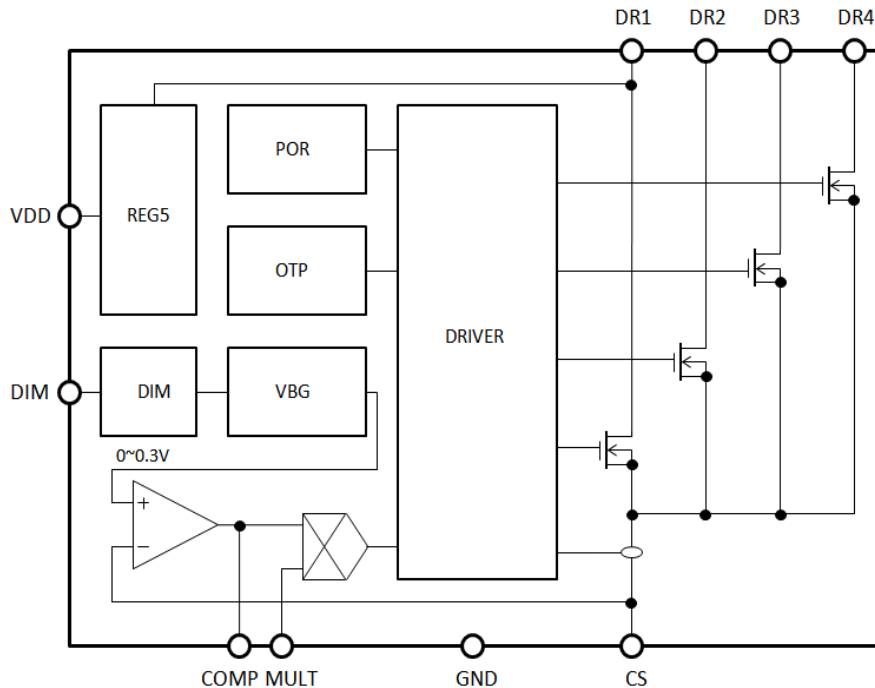 DR1 DR2 DR3 DR4
POR
VDD
REG5
OTP
DRIVER
DIM
DIM
VBG
0~0.3V
+
−
COMP MULT GND CS